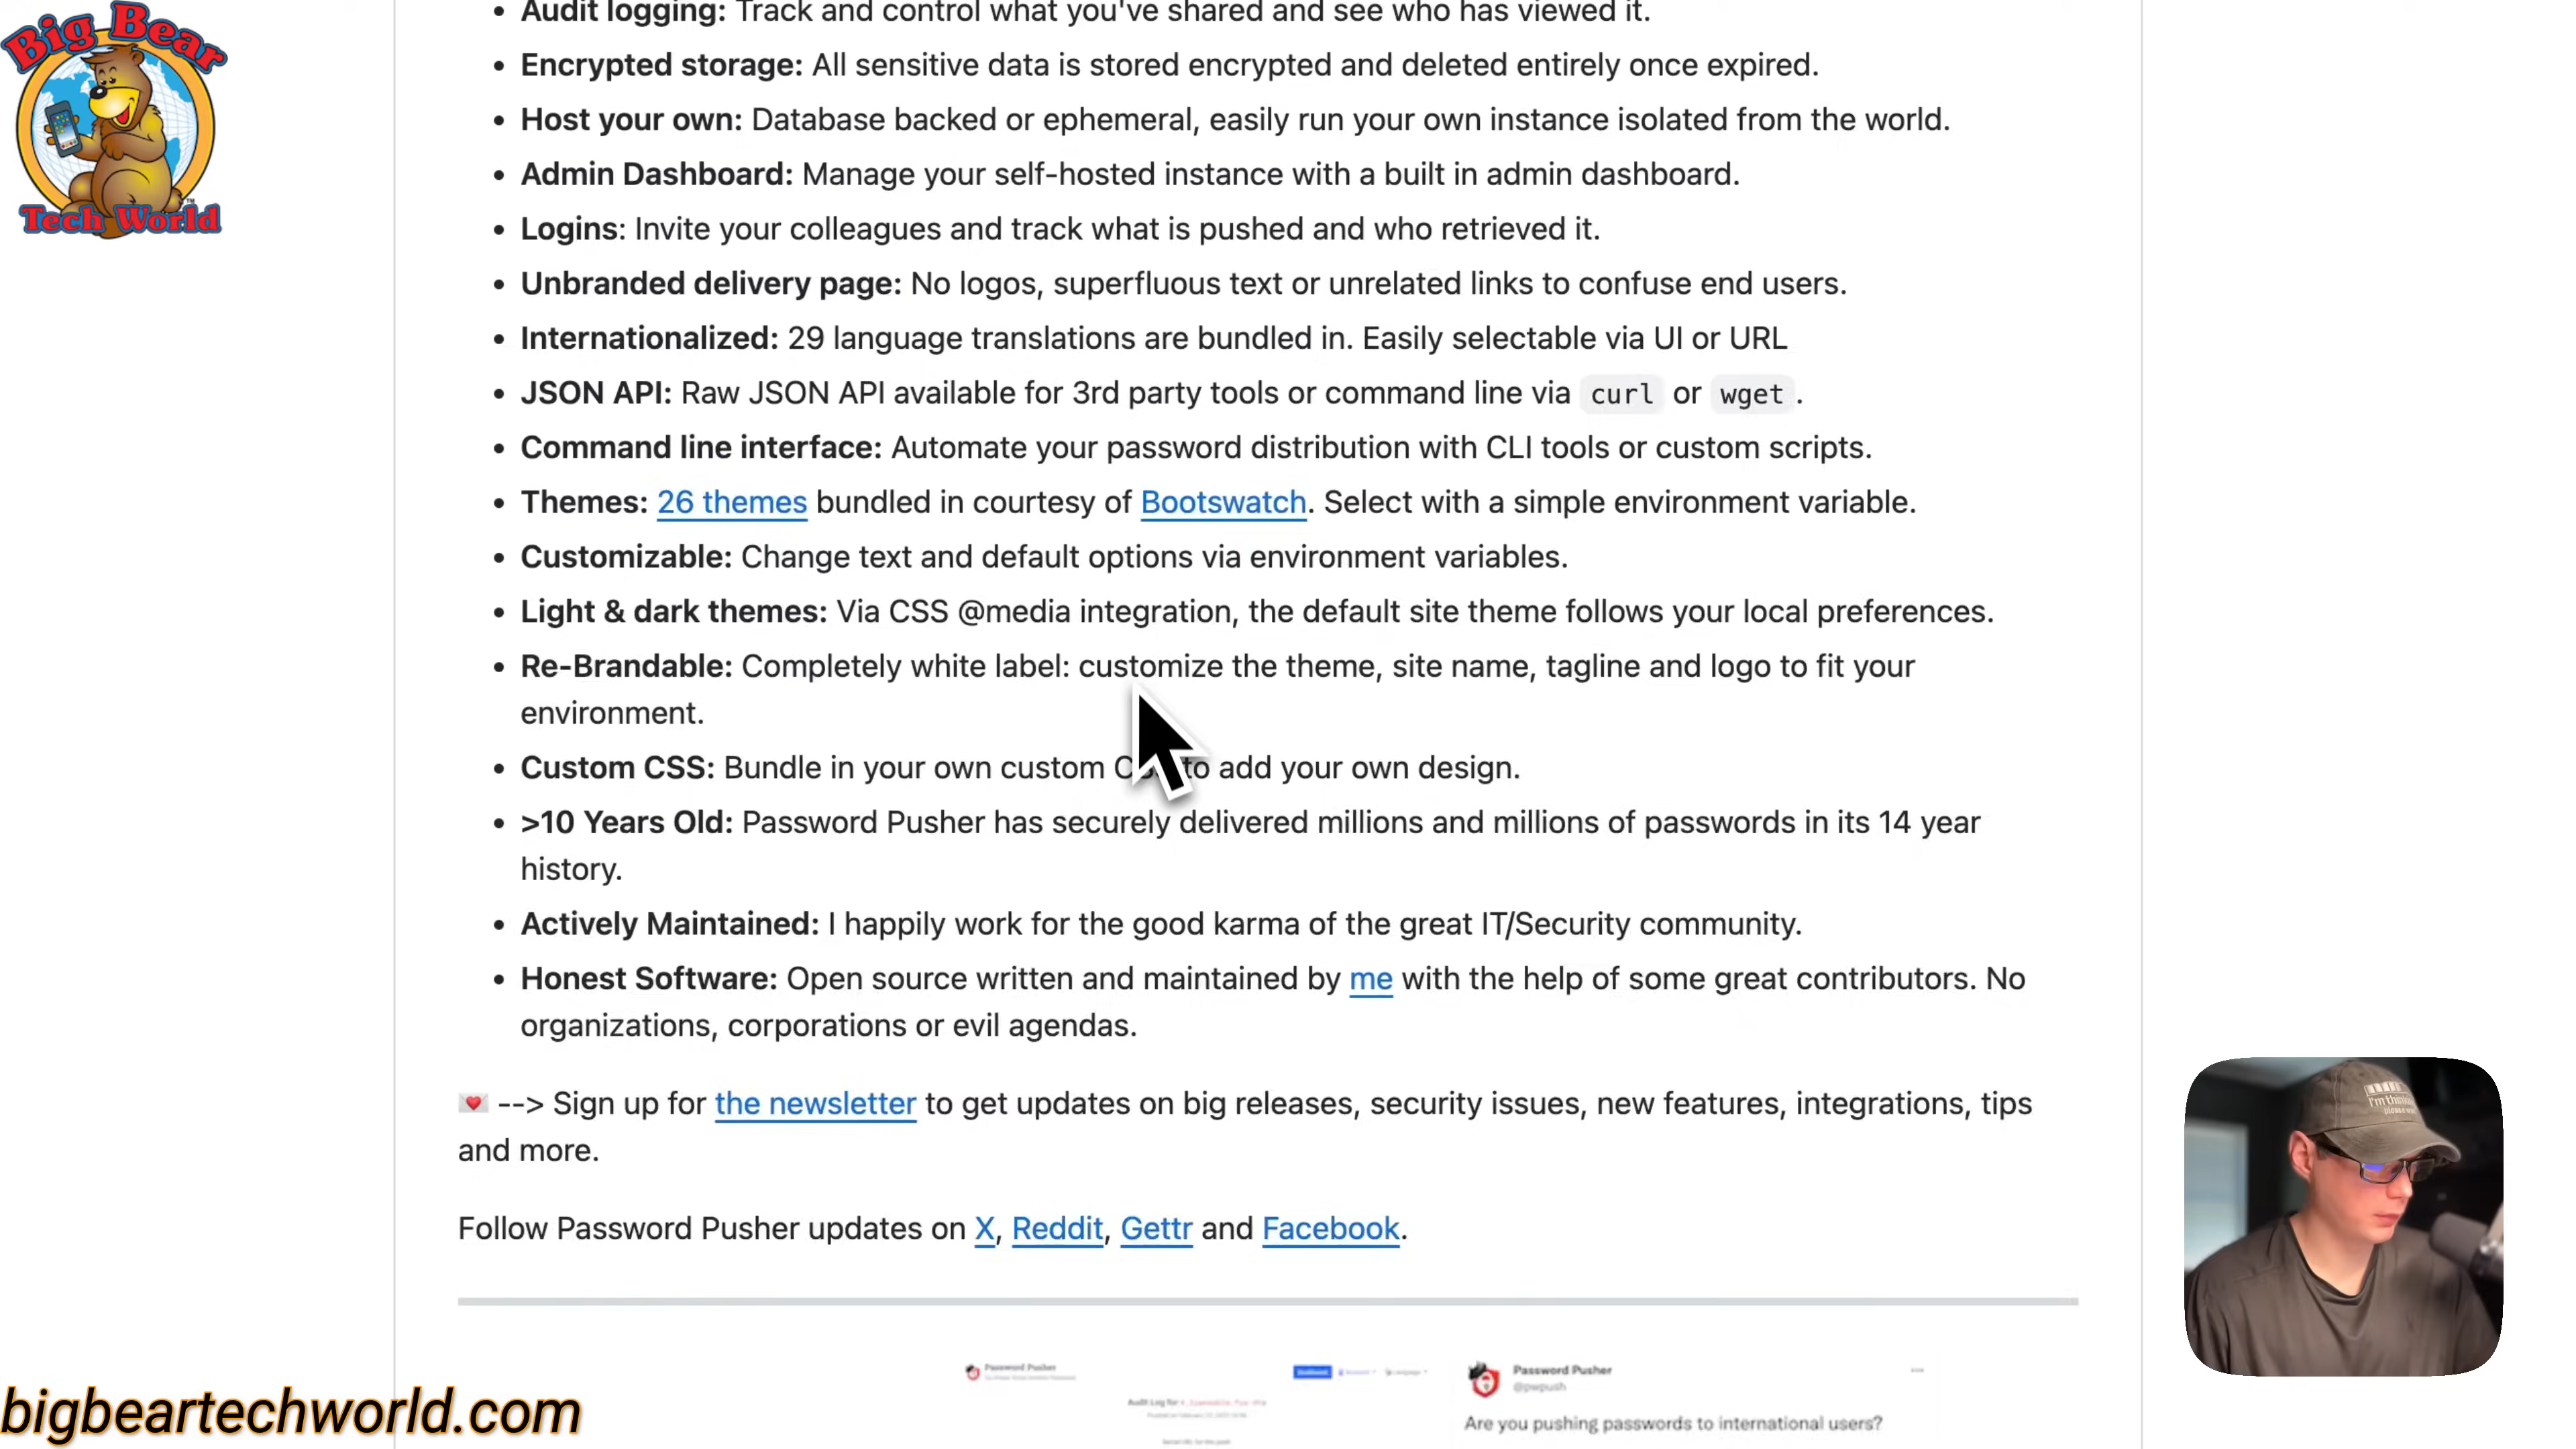 Big Bear
Tech World
TM
Audit logging: Track and control what you've shared and see who has viewed it.
Encrypted storage: All sensitive data is stored encrypted and deleted entirely once expired.
Host your own: Database backed or ephemeral, easily run your own instance isolated from the world.
Admin Dashboard: Manage your self-hosted instance with a built in admin dashboard.
Logins: Invite your colleagues and track what is pushed and who retrieved it.
Unbranded delivery page: No logos, superfluous text or unrelated links to confuse end users.
Internationalized: 29 language translations are bundled in. Easily selectable via UI or URL
JSON API: Raw JSON API available for 3rd party tools or command line via curl or wget.
Command line interface: Automate your password distribution with CLI tools or custom scripts.
Themes: 26 themes bundled in courtesy of Bootswatch. Select with a simple environment variable.
Customizable: Change text and default options via environment variables.
Light & dark themes: Via CSS @media integration, the default site theme follows your local preferences.
Re-Brandable: Completely white label: customize the theme, site name, tagline and logo to fit your
environment.
Custom CSS: Bundle in your own custom to add your own design.
>10 Years Old: Password Pusher has securely delivered millions and millions of passwords in its 14 year
history.
Actively Maintained: I happily work for the good karma of the great IT/Security community.
Honest Software: Open source written and maintained by me with the help of some great contributors. No
organizations, corporations or evil agendas.
--> Sign up for the newsletter to get updates on big releases, security issues, new features, integrations, tips
and more.
Follow Password Pusher updates on X, Reddit, Gettr and Facebook.
Password Pusher
Audit Log for
Password Pusher
@pwpush
Are you pushing passwords to international users?
I'm thinking
bigbeartechworld.com